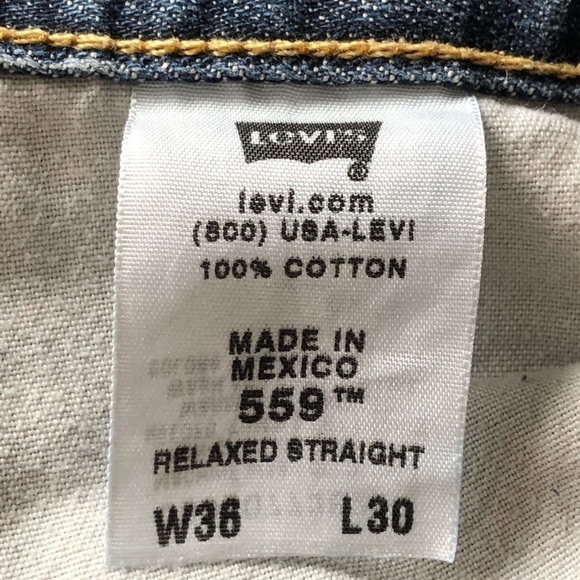 LEVI'S
®
levi.com
(800) USA-LEVI
100% COTTON
MADE IN
MEXICO
559™
RELAXED STRAIGHT
W36 L30